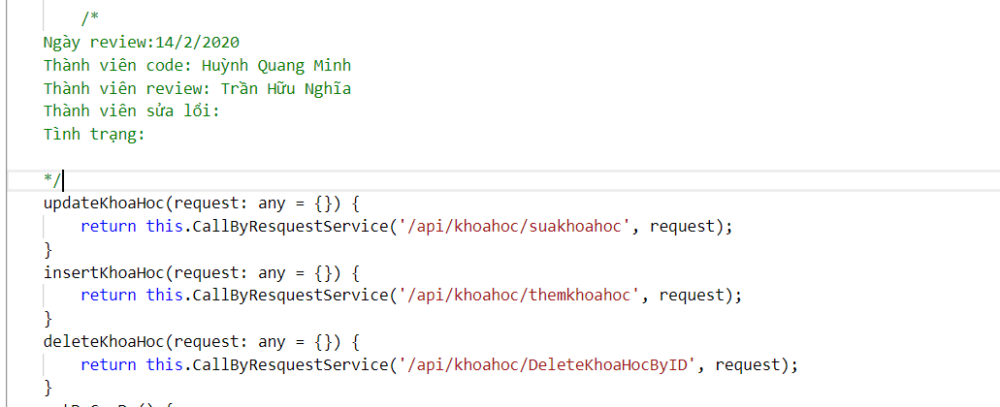 /*
Ngày review:14/2/2020
Thành viên code: Huỳnh Quang Minh
Thành viên review: Trần Hữu Nghĩa
Thành viên sửa lổi:
Tình trạng:
*/
updateKhoaHoc(request: any = {}) {
return this.CallByResquestService('/api/khoahoc/suakhoahoc', request);
}
insertKhoaHoc(request: any = {}) {
return this.CallByResquestService('/api/khoahoc/themkhoahoc', request);
}
deleteKhoaHoc(request: any = {}) {
return this.CallByResquestService('/api/khoahoc/DeleteKhoaHocByID', request);
}